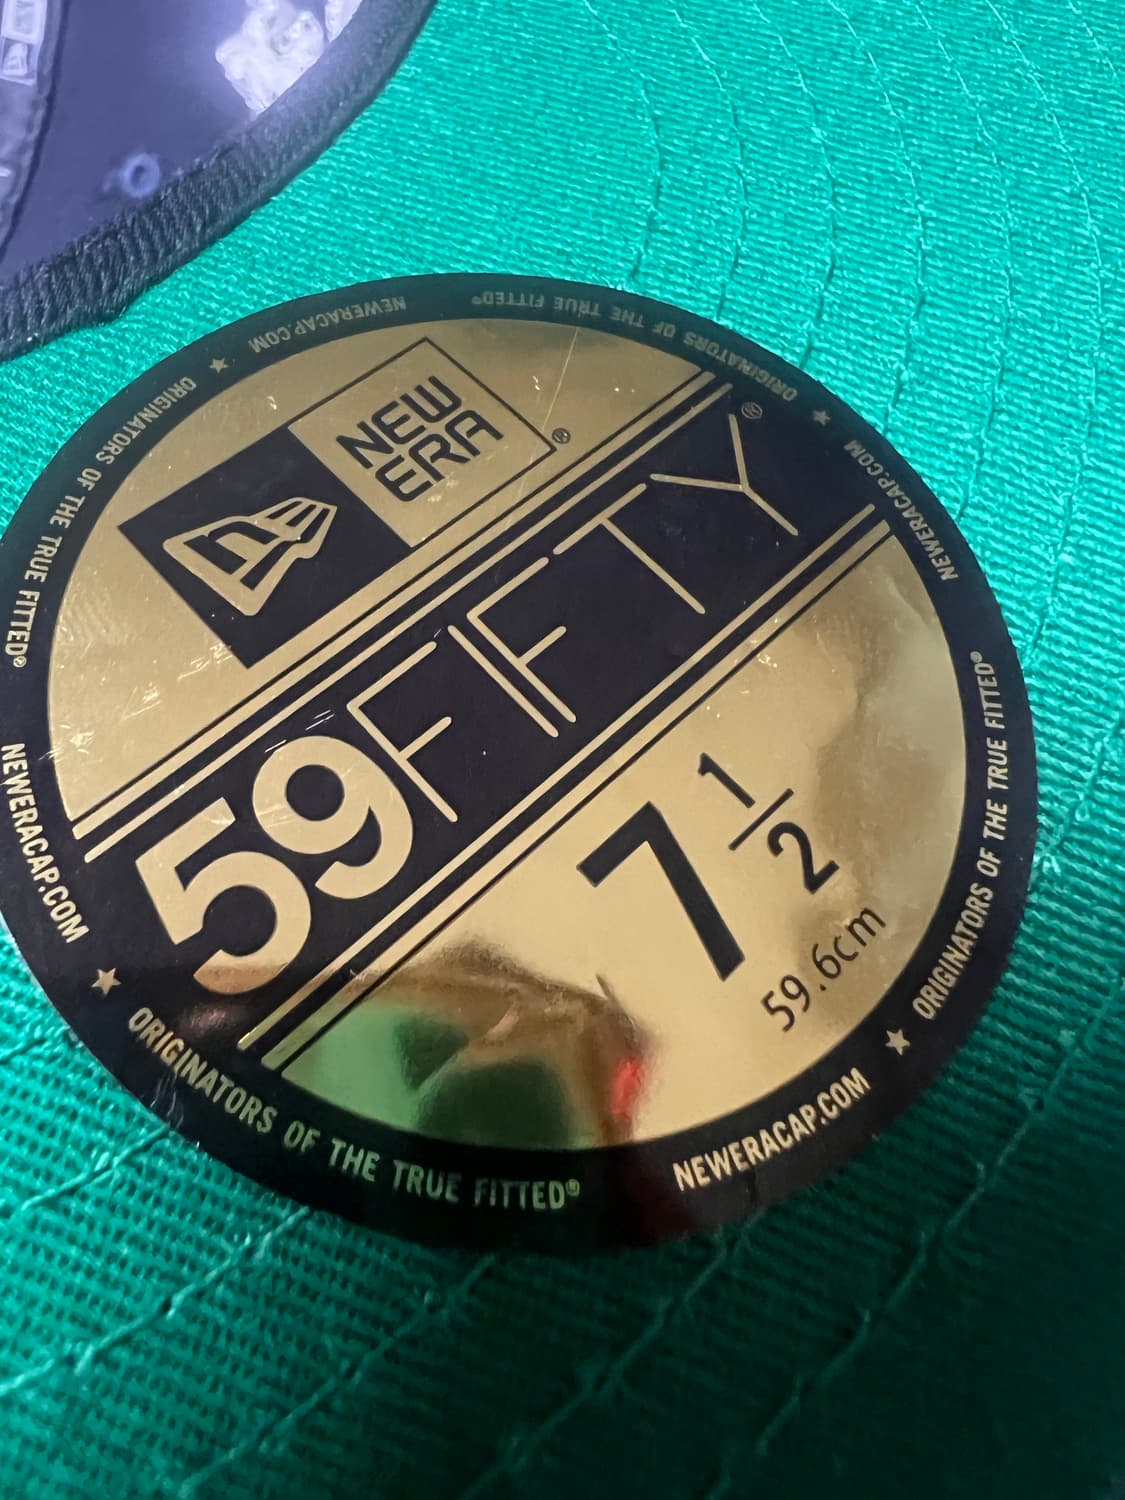 NEW
ERA®
59FIFTY®
7 1/2
59.6cm
ORIGINATORS OF THE TRUE FITTED®
NEWERACAP.COM
ORIGINATORS OF THE TRUE FITTED®
NEWERACAP.COM
ORIGINATORS OF THE TRUE FITTED®
NEWERACAP.COM
ORIGINATORS OF THE TRUE FITTED®
NEWERACAP.COM